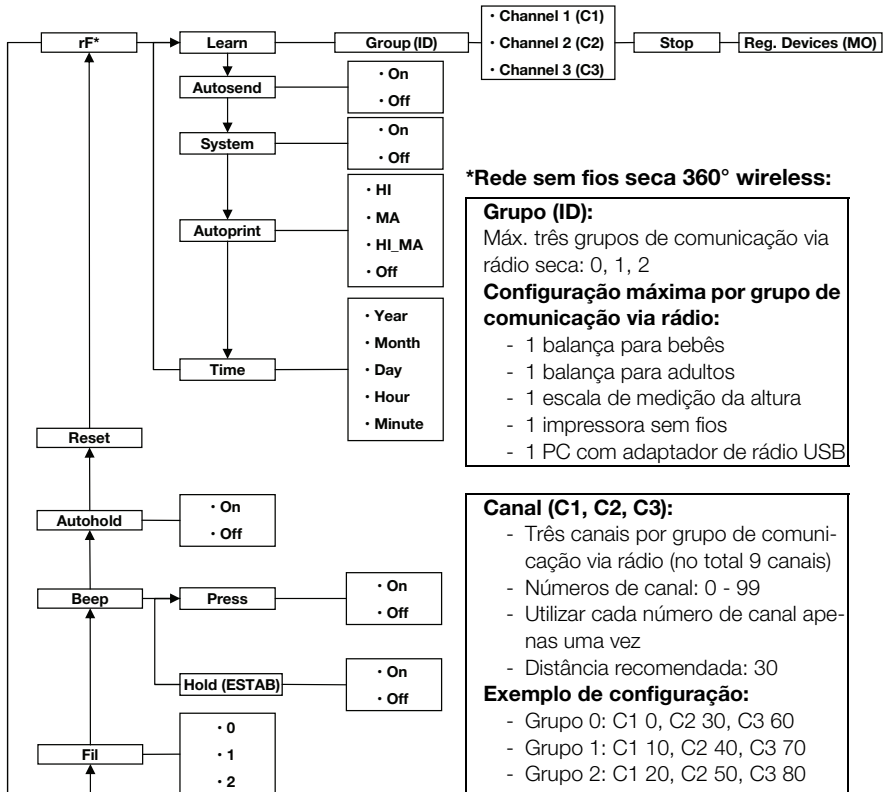 · Channel 1 (C1)
rF*
Learn
Group (ID)
· Channel 2 (C2)
Stop
Reg. Devices (MO)
· Channel 3 (C3)
Autosend
· On
· Off
System
· On
· Off
Autoprint
· HI
· MA
· HI_MA
· Off
Time
· Year
· Month
· Day
· Hour
· Minute
Reset
Autohold
· On
· Off
Beep
Press
· On
· Off
Hold (ESTAB)
· On
· Off
Fil
· 0
· 1
· 2
*Rede sem fios seca 360° wireless:
Grupo (ID):
Máx. três grupos de comunicação via
rádio seca: 0, 1, 2
Configuração máxima por grupo de
comunicação via rádio:
- 1 balança para bebês
- 1 balança para adultos
- 1 escala de medição da altura
- 1 impressora sem fios
- 1 PC com adaptador de rádio USB
Canal (C1, C2, C3):
- Três canais por grupo de comuni-
cação via rádio (no total 9 canais)
- Números de canal: 0 - 99
- Utilizar cada número de canal ape-
nas uma vez
- Distância recomendada: 30
Exemplo de configuração:
- Grupo 0: C1 0, C2 30, C3 60
- Grupo 1: C1 10, C2 40, C3 70
- Grupo 2: C1 20, C2 50, C3 80